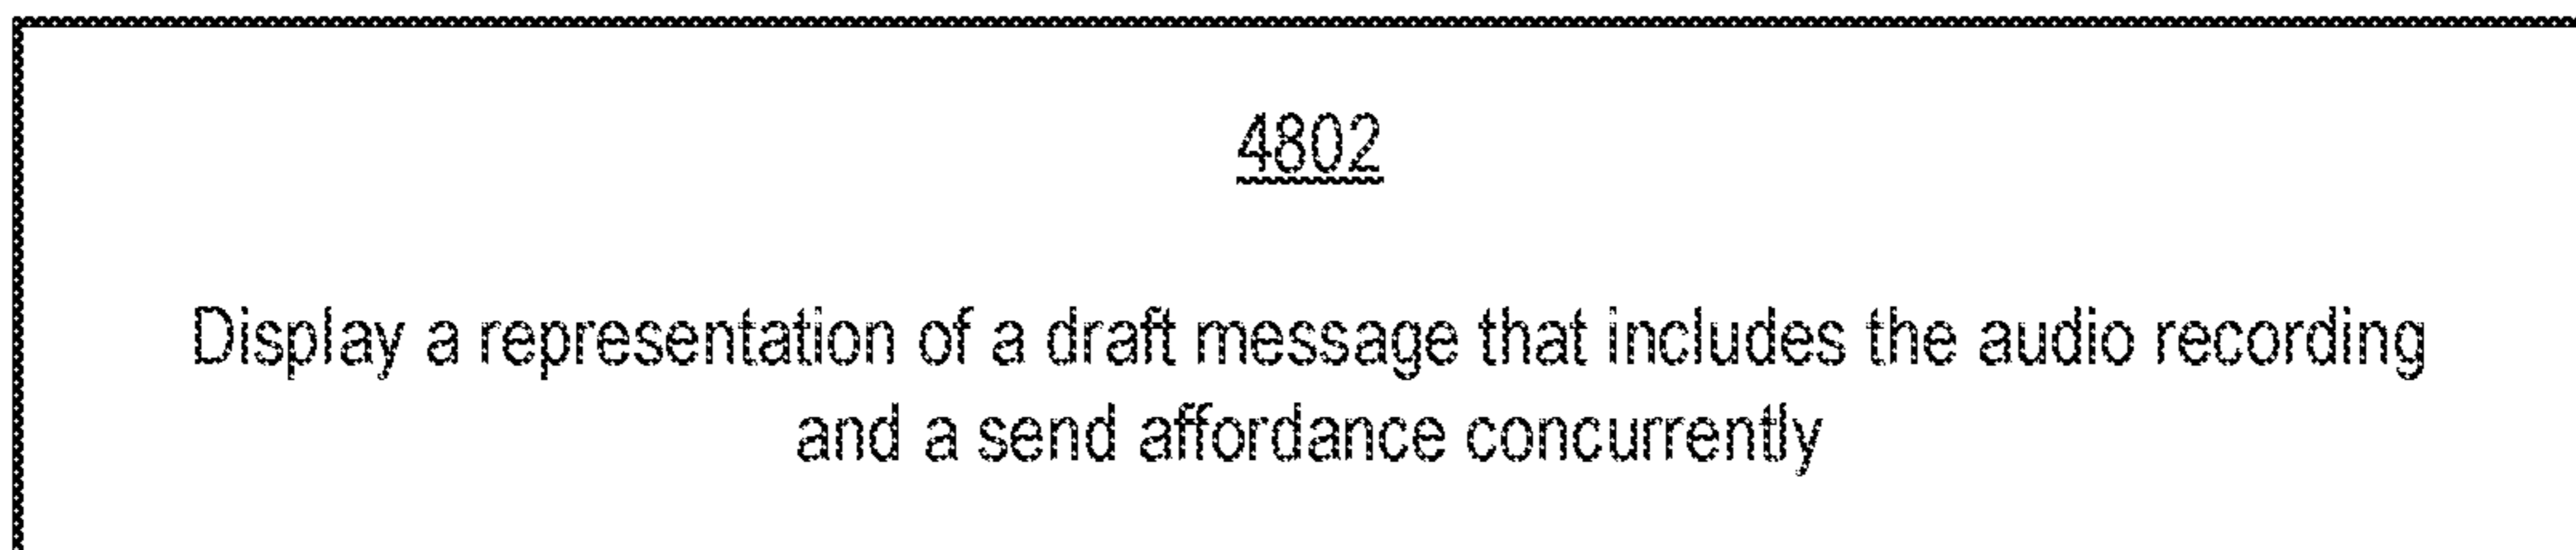 4802
Display a representation of a draft message that includes the audio recording
and a send affordance concurrently